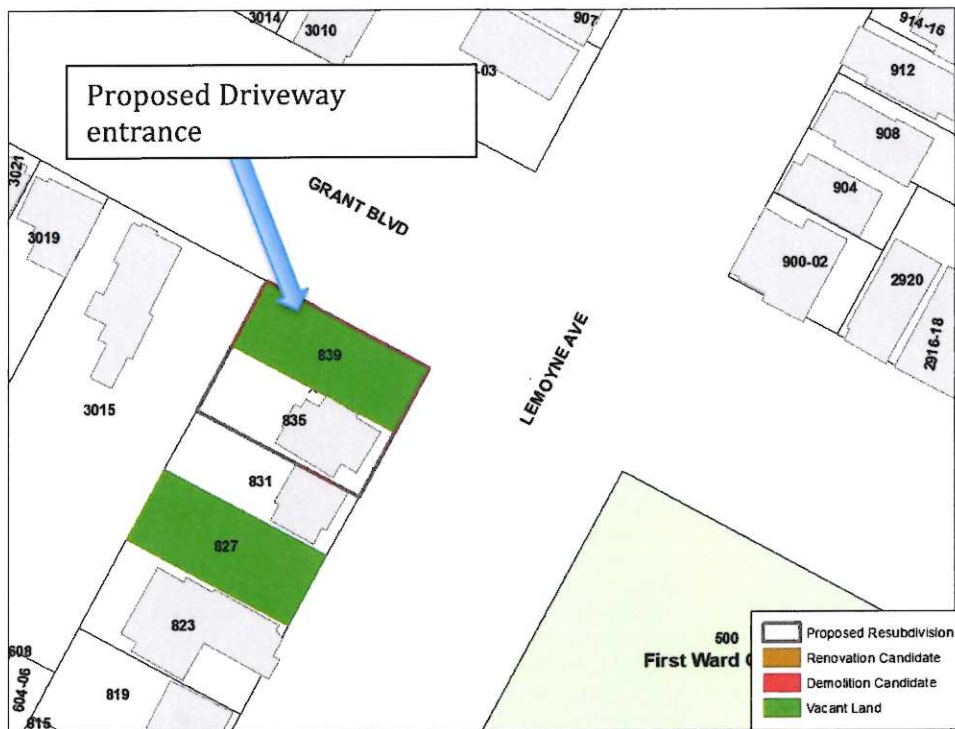 3014
3010
907
-03
914-16
912
908
904
900-02
2920
2916-18
Proposed Driveway
entrance
GRANT BLVD
LEMOYNE AVE
3021
3019
3015
839
835
831
827
823
819
608
604-06
815
500
First Ward
Proposed Resubdivision
Renovation Candidate
Demolition Candidate
Vacant Land